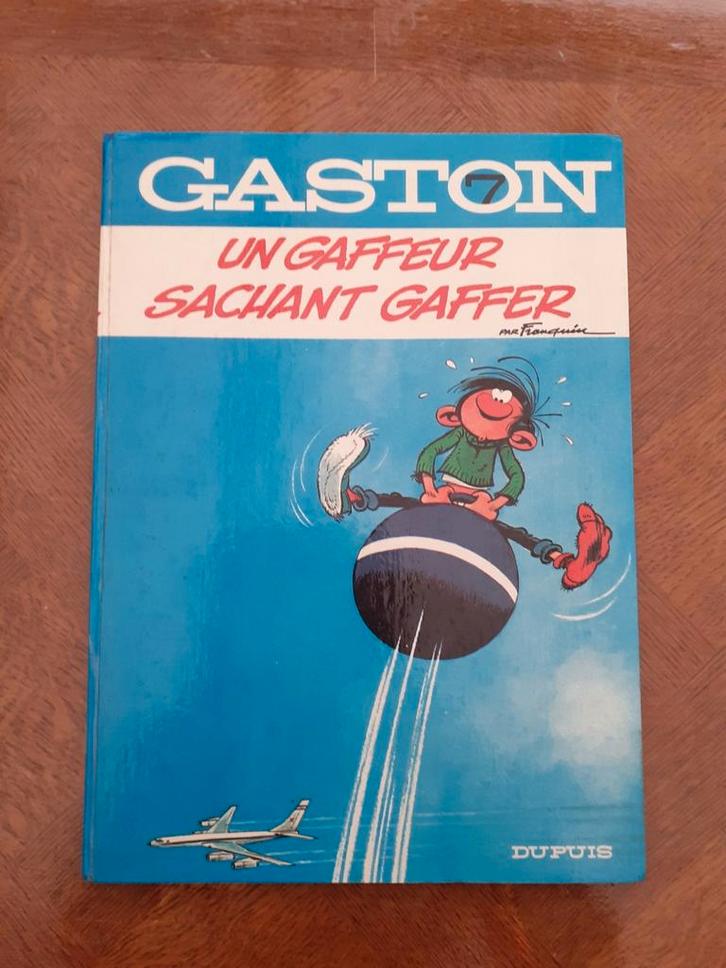 GASTON
7
UN GAFFEUR
SACHANT GAFFER
PAR Franquin
DUPUIS